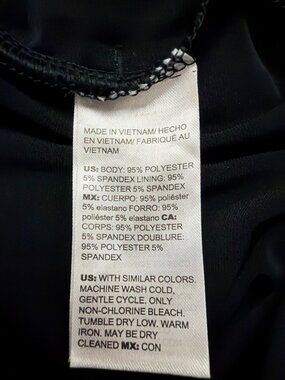 MADE IN VIETNAM/ HECHO
EN VIETNAM/ FABRIQUÉ AU
VIETNAM
US: BODY: 95% POLYESTER
5% SPANDEX LINING: 95%
POLYESTER 5% SPANDEX
MX: CUERPO: 95% poliéster
5% elastano FORRO: 95%
poliéster 5% elastano CA:
CORPS: 95% POLYESTER
5% SPANDEX DOUBLURE:
95% POLYESTER 5%
SPANDEX
US: WITH SIMILAR COLORS.
MACHINE WASH COLD,
GENTLE CYCLE. ONLY
NON-CHLORINE BLEACH.
TUMBLE DRY LOW. WARM
IRON. MAY BE DRY
CLEANED MX: CON